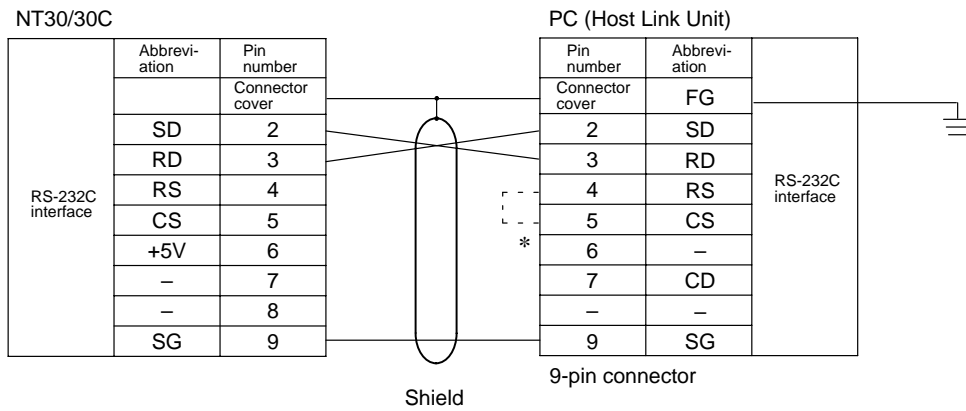 NT30/30C
PC (Host Link Unit)
RS-232C
interface
Abbrevi-
ation
Pin
number
Connector
cover
SD 2
RD 3
RS 4
CS 5
+5V 6
– 7
– 8
SG 9
Shield
*
Pin
number
Abbrevi-
ation
Connector
cover
FG
2 SD
3 RD
4 RS
5 CS
6 –
7 CD
– –
9 SG
RS-232C
interface
9-pin connector